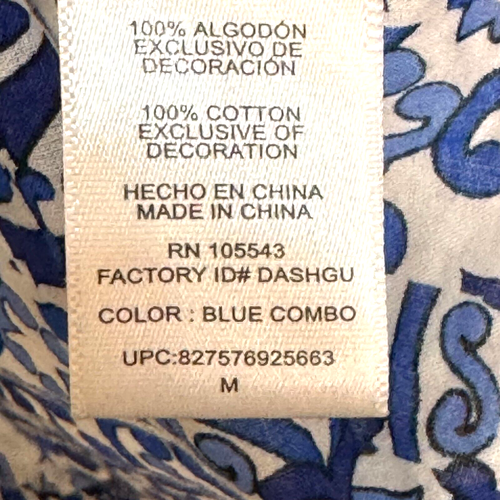 100% ALGODÓN
EXCLUSIVO DE
DECORACIÓN
100% COTTON
EXCLUSIVE OF
DECORATION
HECHO EN CHINA
MADE IN CHINA
RN 105543
FACTORY ID# DASHGU
COLOR : BLUE COMBO
UPC:827576925663
M